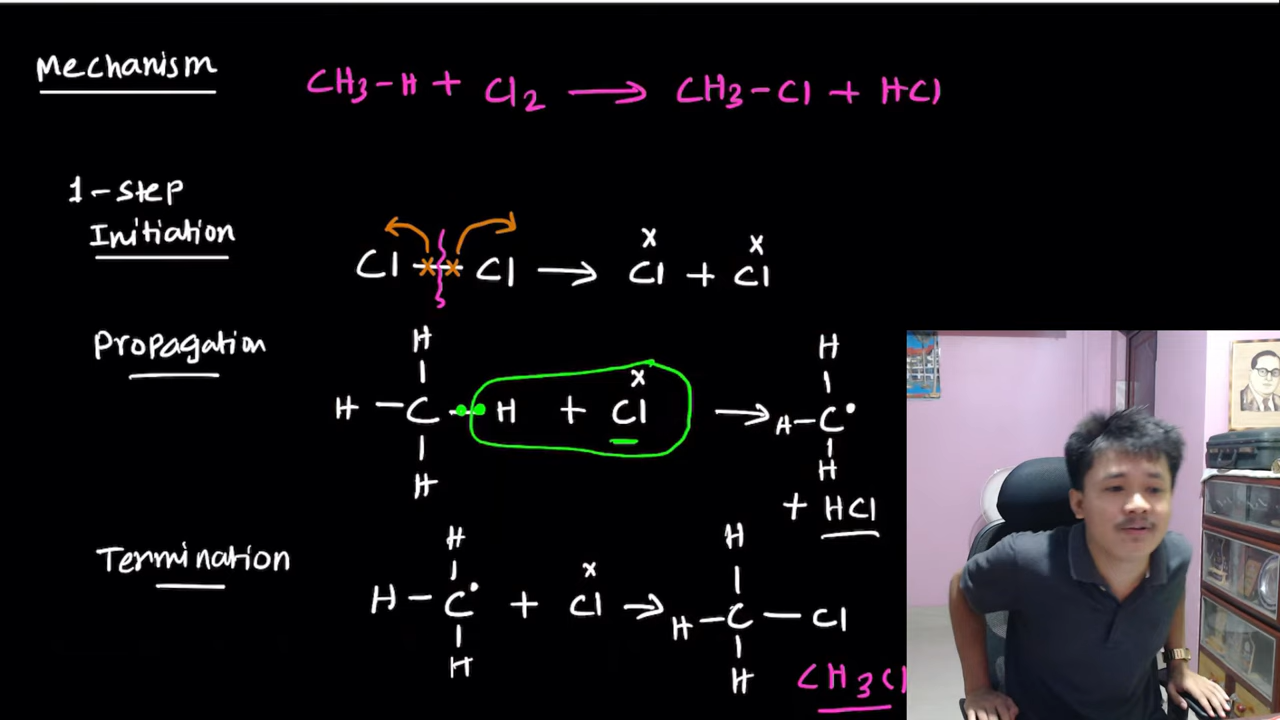 Mechanism
CH3-H + Cl2 → CH3-Cl + HCl
1-step
Initiation
Cl × × Cl → Cl× + Cl×
Propagation
H
|
H - C - H + Cl× → H - C•
|
H
H
|
|
H
+ HCl
Termination
H
|
H - C• + Cl× → H - C - Cl
|
H
H
|
|
H
CH3Cl